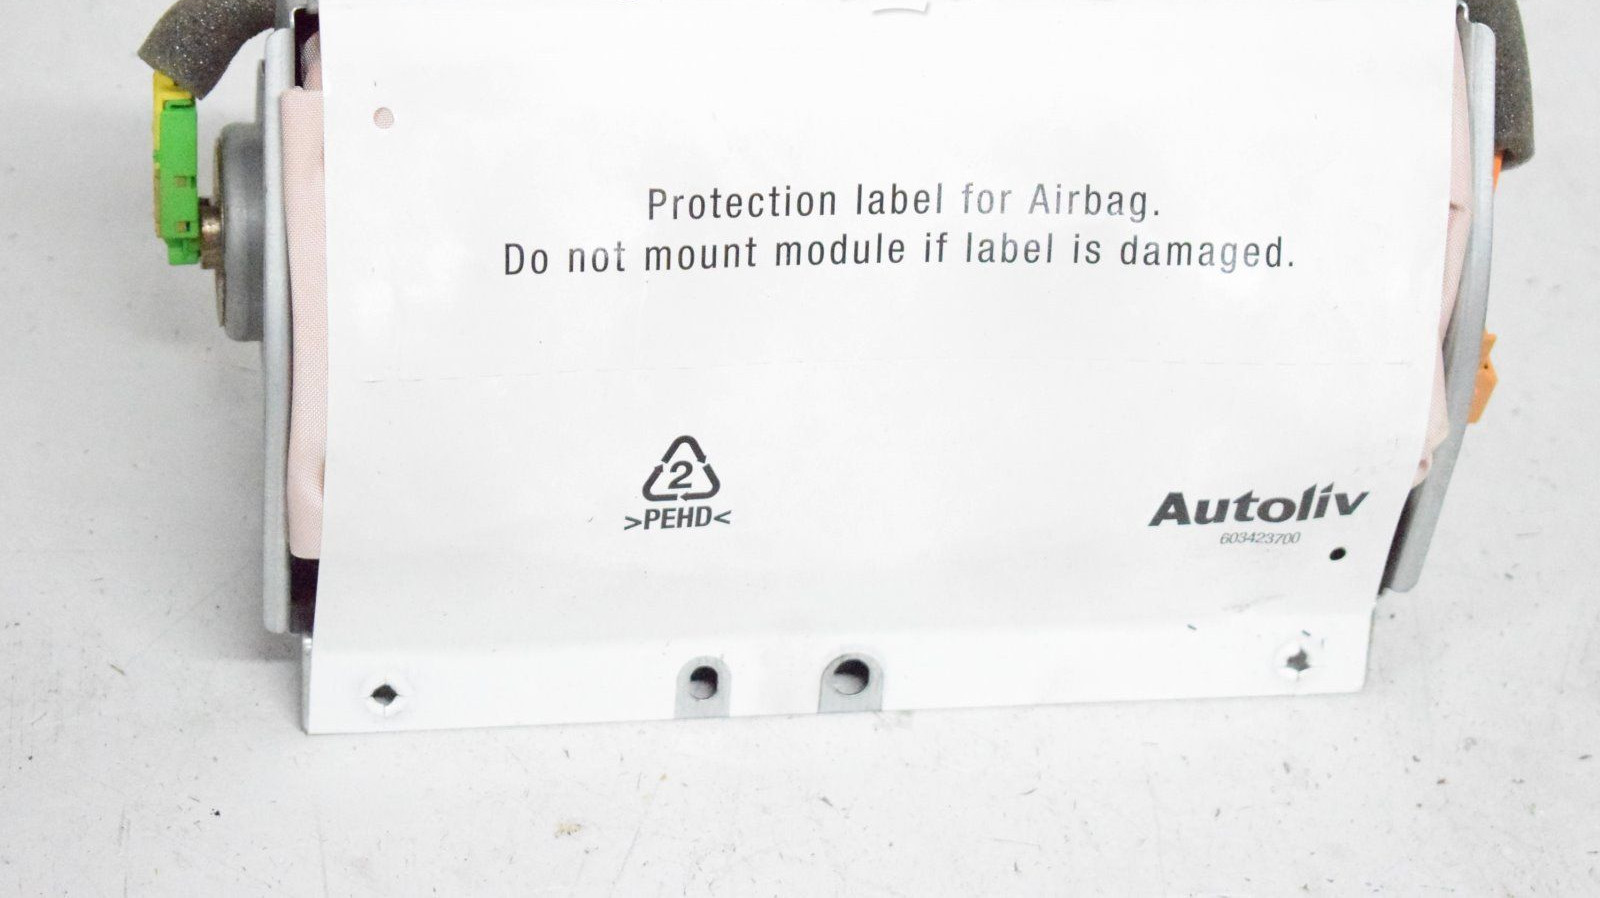 Protection label for Airbag.
Do not mount module if label is damaged.
2
>PEHD<
Autoliv
603423700